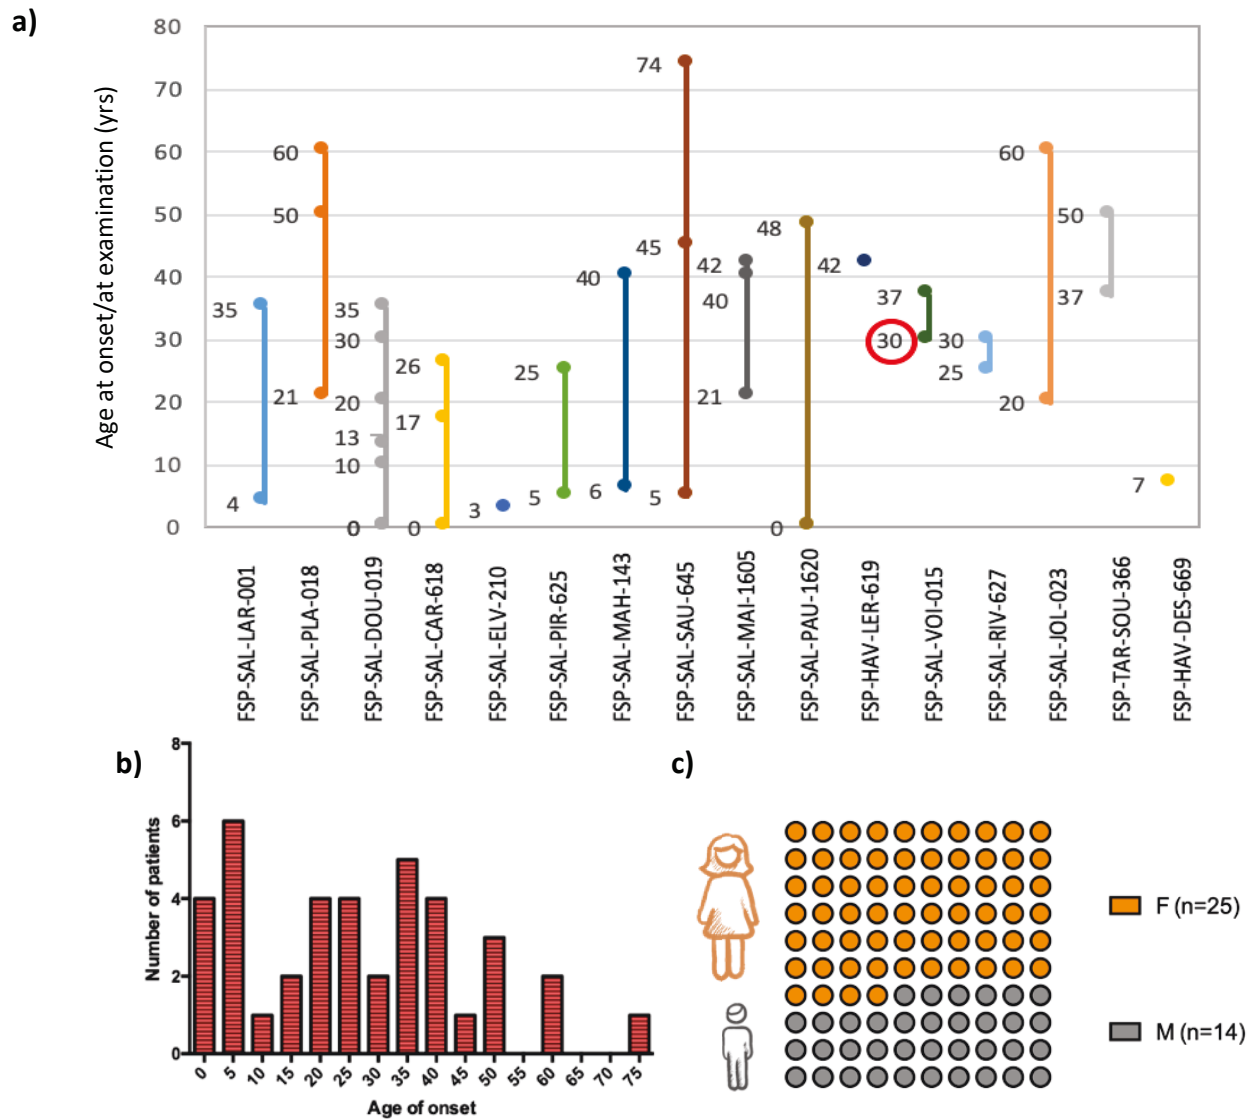 a)
Age at onset/at examination (yrs)
80
70
60
50
40
30
20
10
0
35
4
60
50
21
35
30
20
13
10
0
26
17
0
3
25
5
40
6
74
45
5
42
40
21
48
0
42
37
30
30
25
60
20
50
37
7
FSP-SAL-LAR-001
FSP-SAL-PLA-018
FSP-SAL-DOU-019
FSP-SAL-CAR-618
FSP-SAL-ELV-210
FSP-SAL-PIR-625
FSP-SAL-MAH-143
FSP-SAL-SAU-645
FSP-SAL-MAI-1605
FSP-SAL-PAU-1620
FSP-HAV-LER-619
FSP-SAL-VOI-015
FSP-SAL-RIV-627
FSP-SAL-JOL-023
FSP-TAR-SOU-366
FSP-HAV-DES-669
b)
Number of patients
8
6
4
2
0
0 5 10 15 20 25 30 35 40 45 50 55 60 65 70 75
Age of onset
c)
F (n=25)
M (n=14)